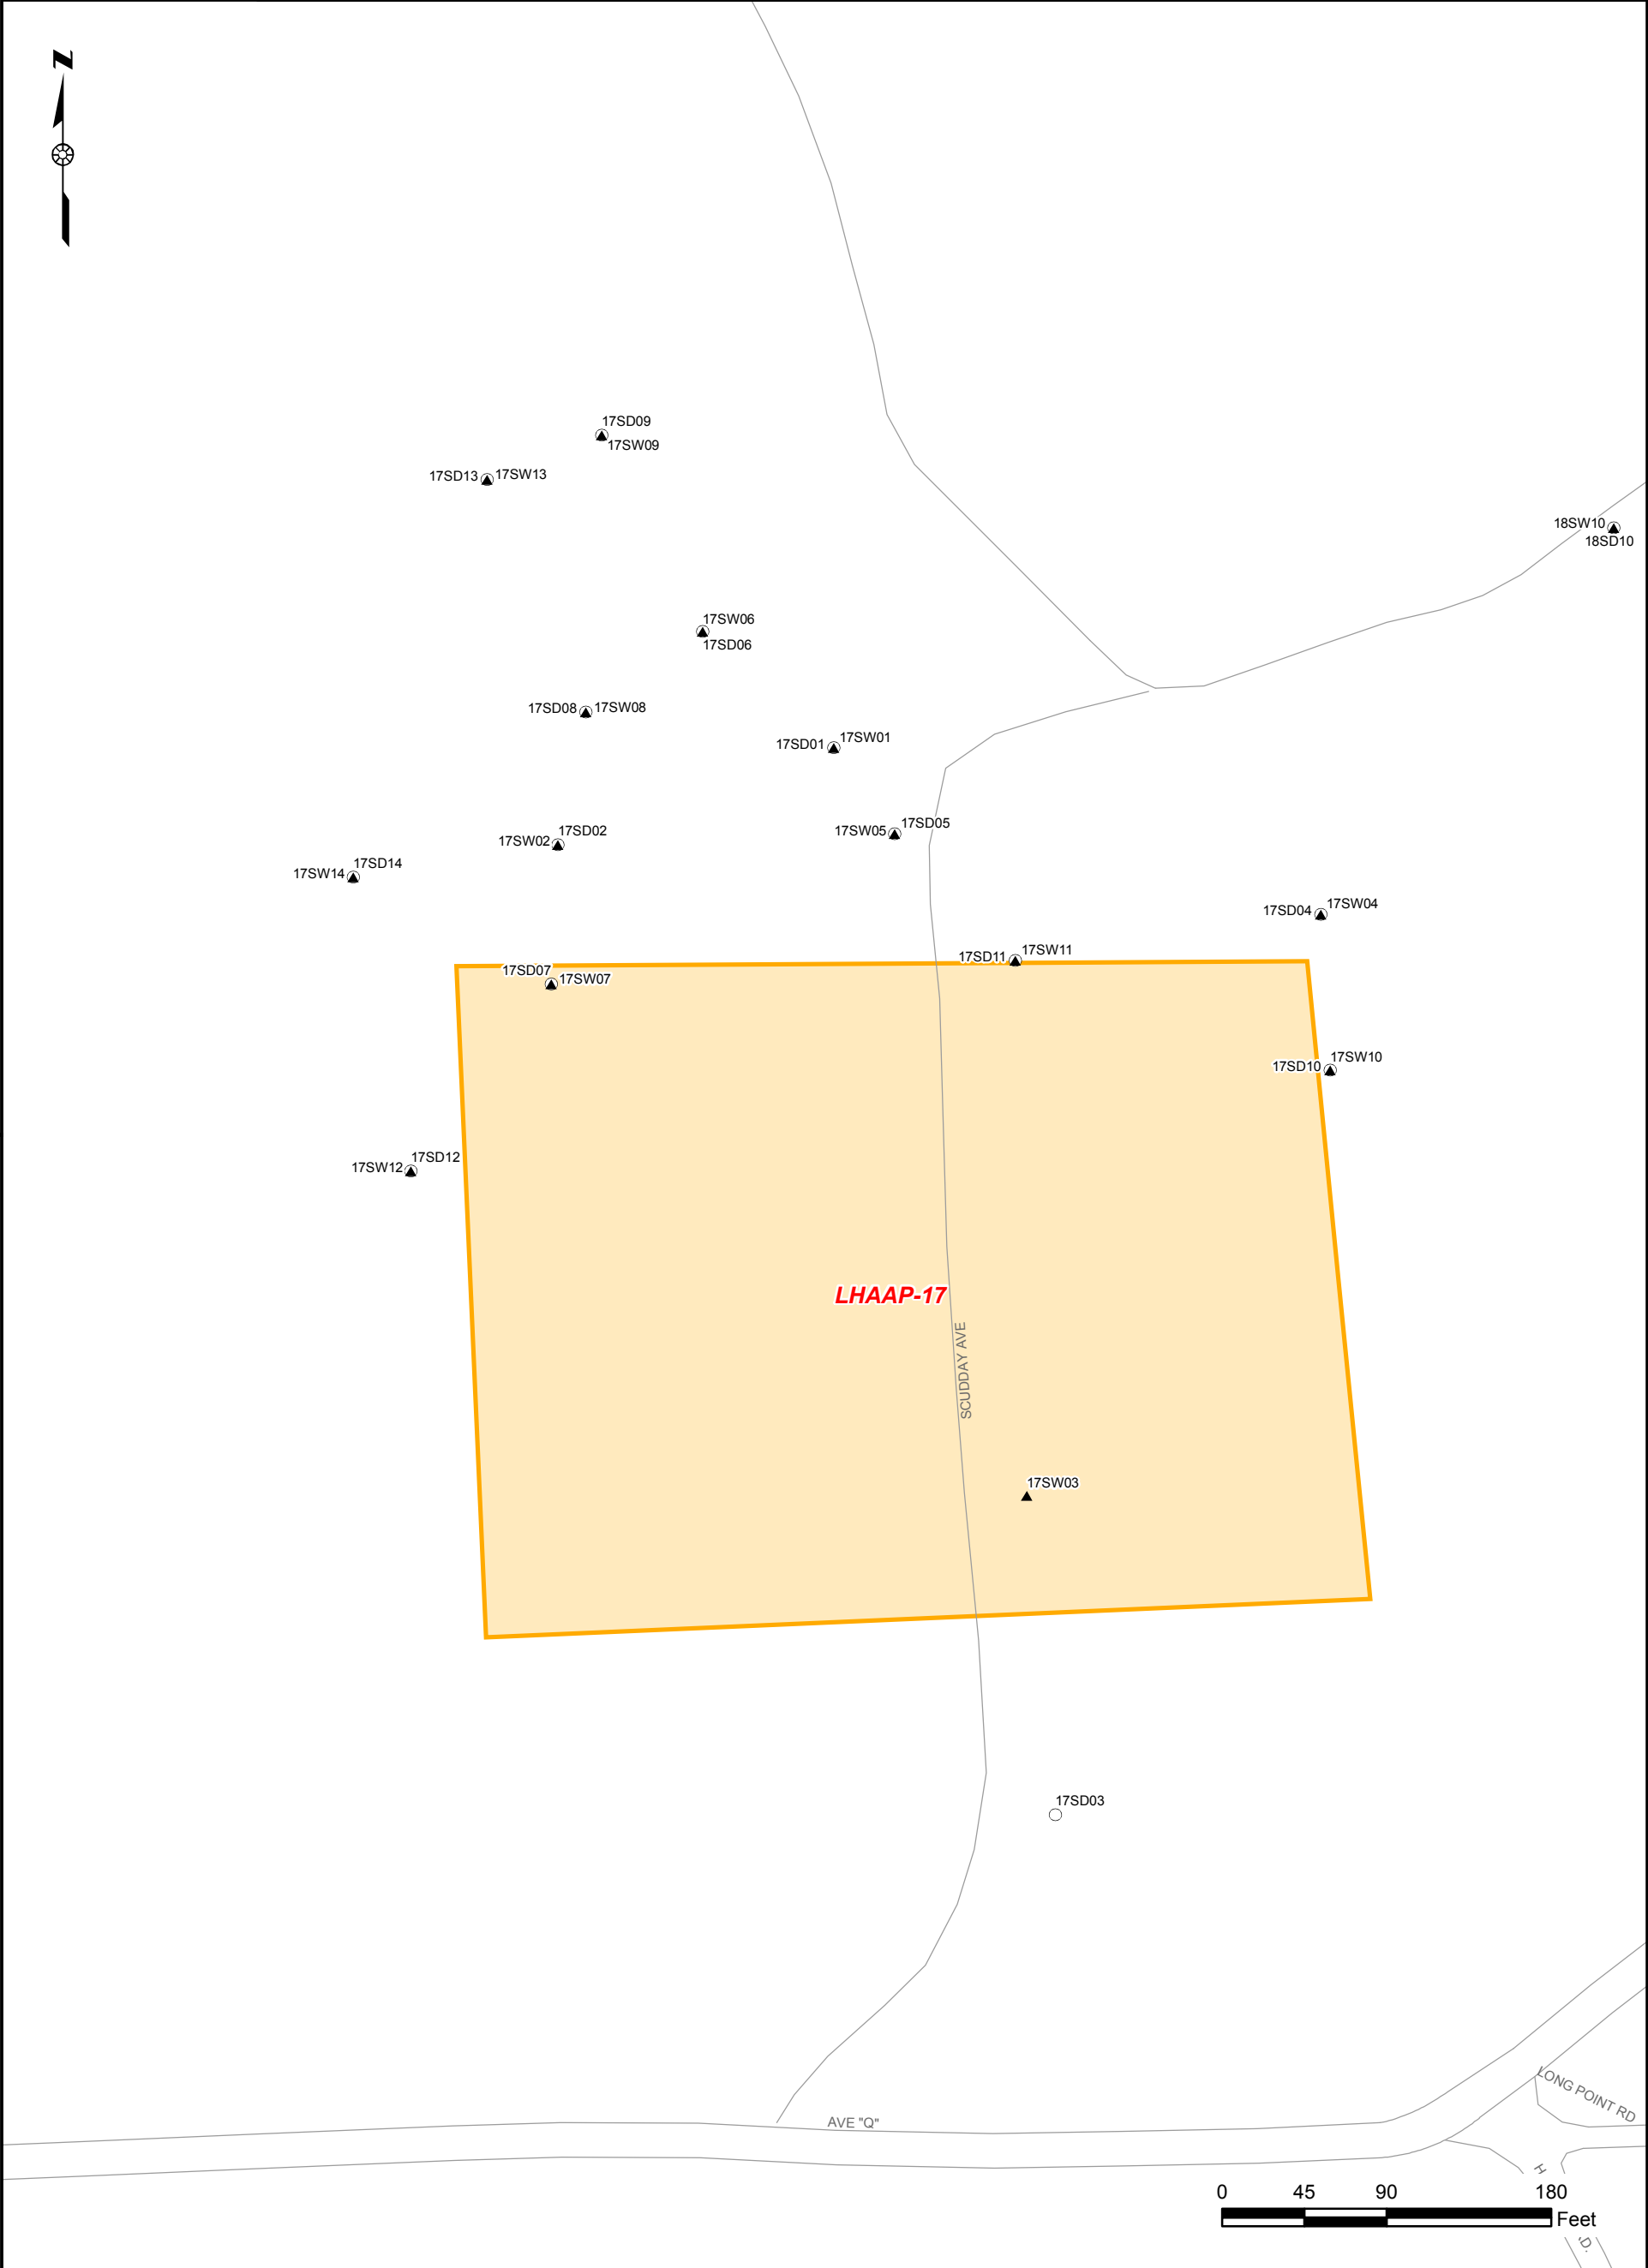 N
17SD09
17SW09
17SD13 17SW13
18SW10
18SD10
17SW06
17SD06
17SD08 17SW08
17SD01 17SW01
17SW05 17SD05
17SW02 17SD02
17SW14 17SD14
17SD04 17SW04
17SD11 17SW11
17SD07 17SW07
17SD10 17SW10
17SW12 17SD12
LHAAP-17
SCUDDAY AVE
17SW03
17SD03
LONG POINT RD
AVE "Q"
H
0 45 90 180
Feet
D.